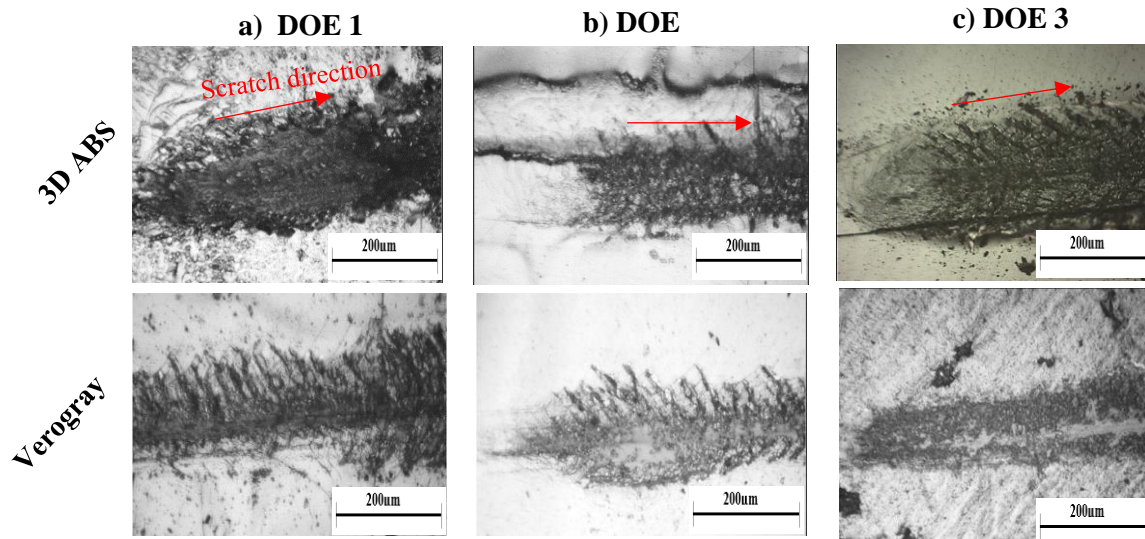 a) DOE 1
b) DOE
c) DOE 3
3D ABS
Scratch direction
200um
200um
200um
Verogray
200um
200um
200um